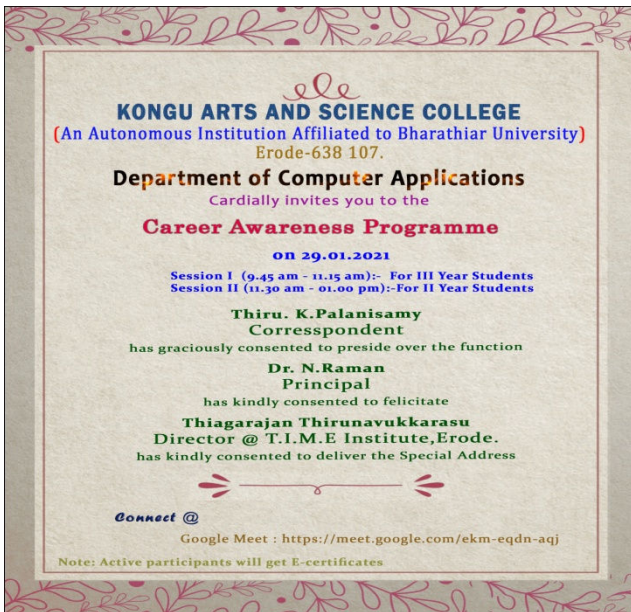 KONGU ARTS AND SCIENCE COLLEGE
(An Autonomous Institution Affiliated to Bharathiar University)
Erode-638 107.
Department of Computer Applications
Cardially invites you to the
Career Awareness Programme
on 29.01.2021
Session I (9.45 am - 11.15 am):- For III Year Students
Session II (11.30 am - 01.00 pm):-For II Year Students
Thiru. K.Palanisamy
Corresspondent
has graciously consented to preside over the function
Dr. N.Raman
Principal
has kindly consented to felicitate
Thiagarajan Thirunavukkarasu
Director @ T.I.M.E Institute,Erode.
has kindly consented to deliver the Special Address
Connect @
Google Meet : https://meet.google.com/ekm-eqdn-aqj
Note: Active participants will get E-certificates